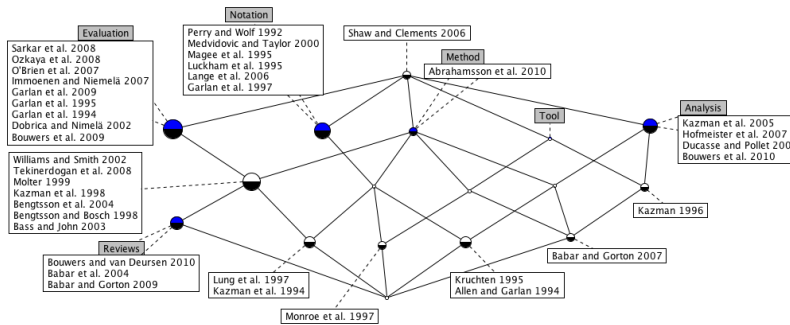 Notation
Evaluation
Perry and Wolf 1992
Medvidovic and Taylor 2000
Magee et al. 1995
Luckham et al. 1995
Lange et al. 2006
Garlan et al. 1997
Shaw and Clements 2006
Sarkar et al. 2008
Ozkaya et al. 2008
O'Brien et al. 2007
Immoenen and Niemelä 2007
Garlan et al. 2009
Garlan et al. 1995
Garlan et al. 1994
Dobrica and Nimelä 2002
Bouwers et al. 2009
Method
Abrahamsson et al. 2010
Tool
Analysis
Kazman et al. 2005
Hofmeister et al. 2007
Ducasse and Pollet 200
Bouwers et al. 2010
Williams and Smith 2002
Tekinerdogan et al. 2008
Molter 1999
Kazman et al. 1998
Bengtsson et al. 2004
Bengtsson and Bosch 1998
Bass and John 2003
Kazman 1996
Reviews
Bouwers and van Deursen 2010
Babar et al. 2004
Babar and Gorton 2009
Babar and Gorton 2007
Lung et al. 1997
Kazman et al. 1994
Kruchten 1995
Allen and Garlan 1994
Monroe et al. 1997